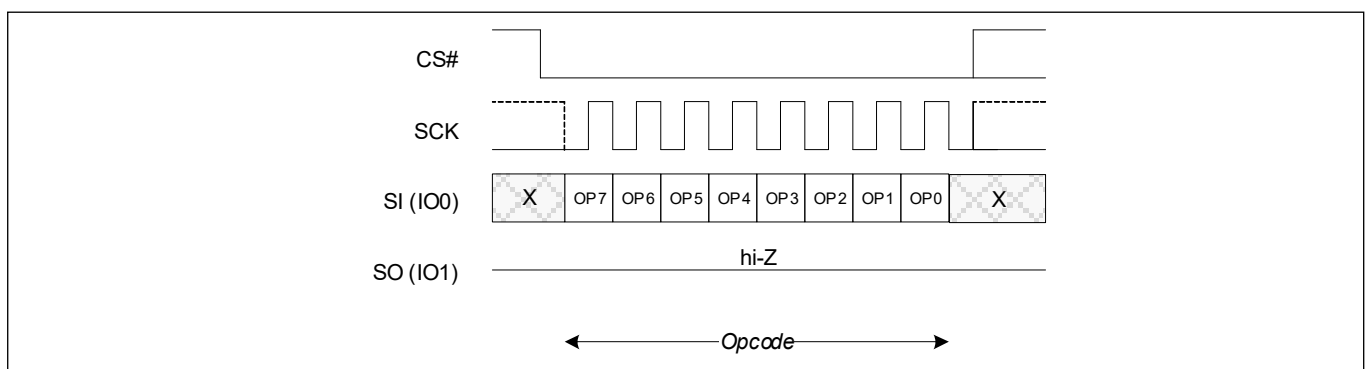 CS#
SCK
SI (IO0) X OP7 OP6 OP5 OP4 OP3 OP2 OP1 OP0 X
hi-Z
SO (IO1)
Opcode